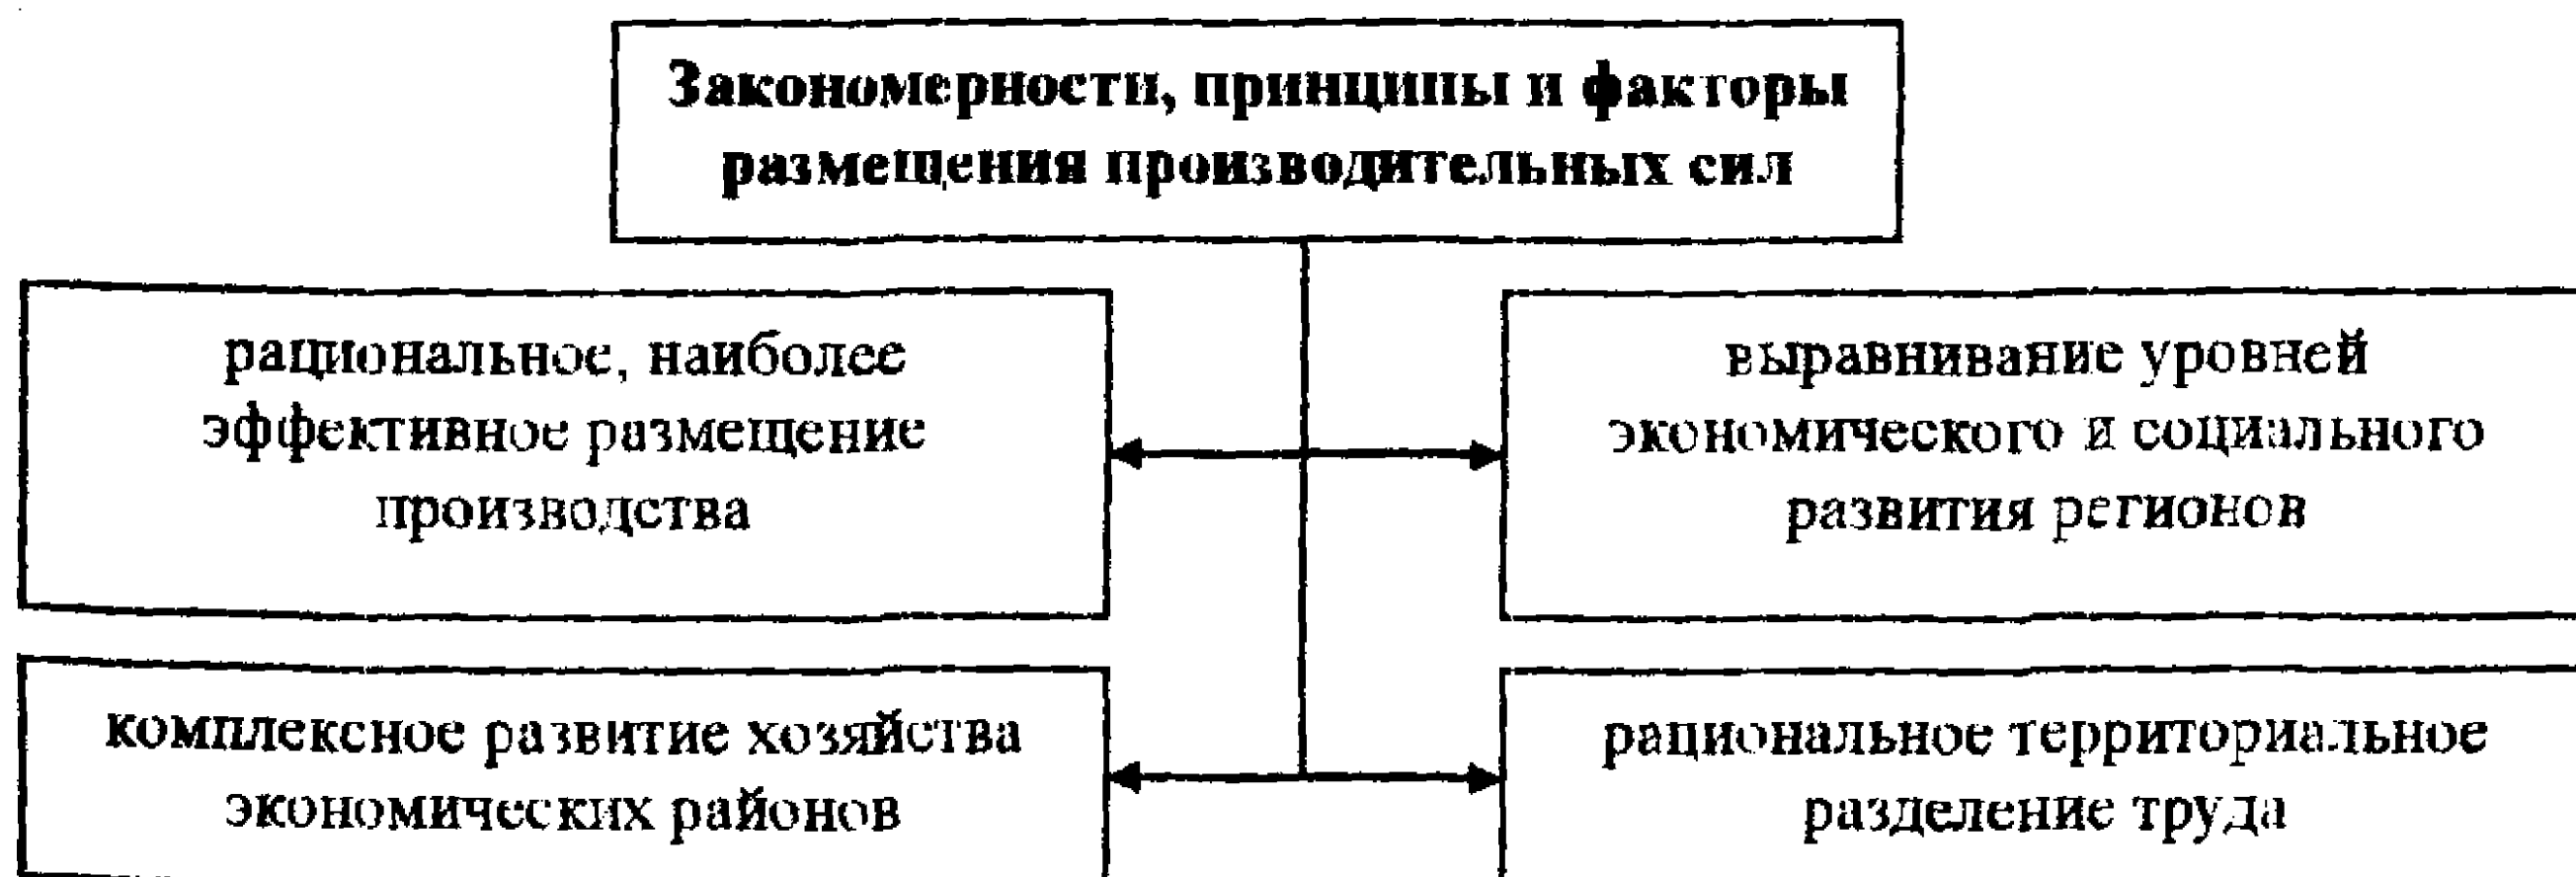 Закономерности, принципы и факторы
размещения производительных сил
рациональное, наиболее
эффективное размещение
производства
выравнивание уровней
экономического и социального
развития регионов
комплексное развитие хозяйства
экономических районов
рациональное территориальное
разделение труда